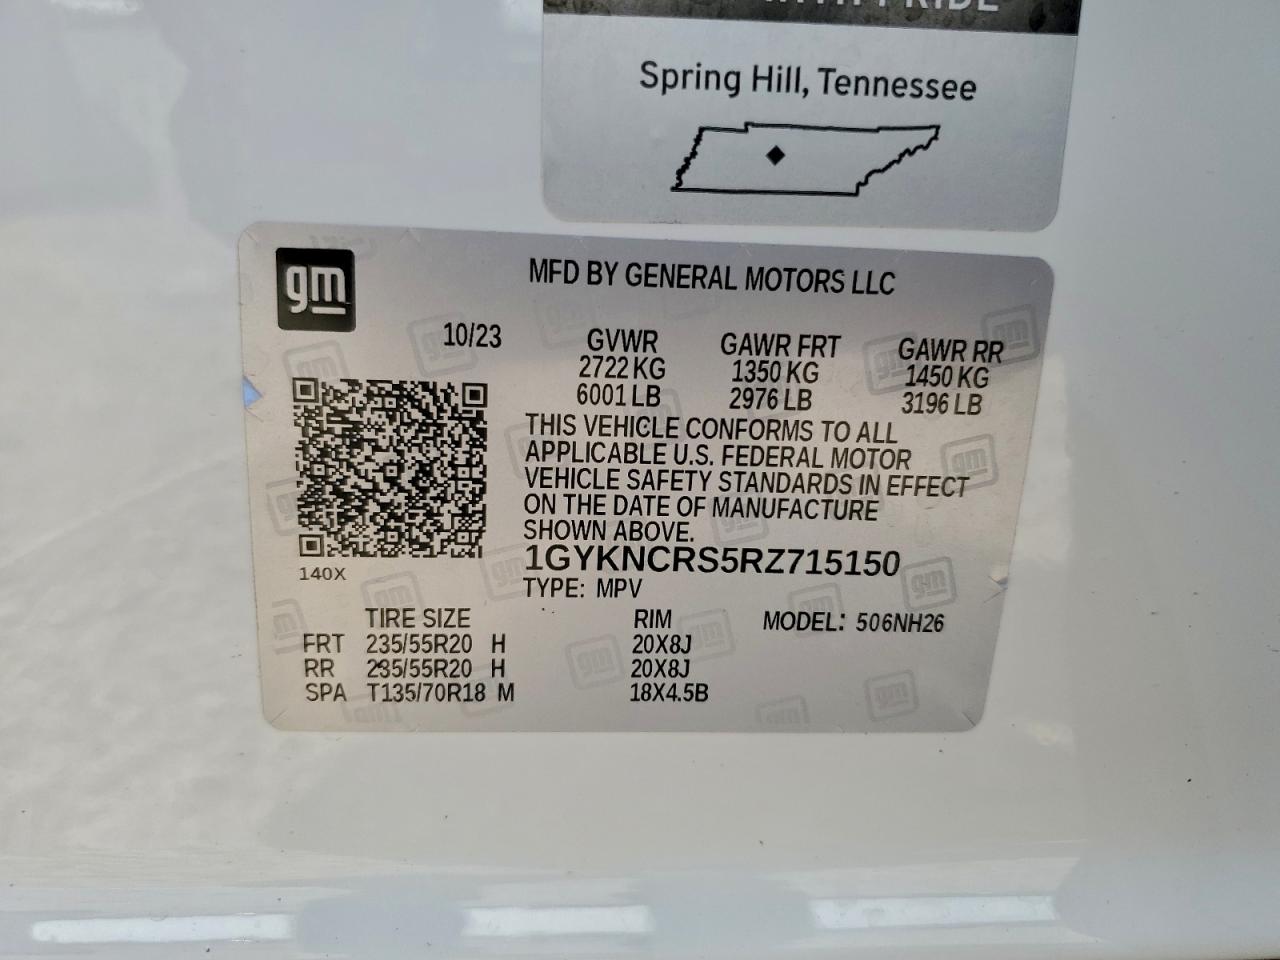 WITH PRIDE
Spring Hill, Tennessee
gm
MFD BY GENERAL MOTORS LLC
10/23
GVWR GAWR FRT GAWR RR
2722 KG 1350 KG 1450 KG
6001 LB 2976 LB 3196 LB
THIS VEHICLE CONFORMS TO ALL
APPLICABLE U.S. FEDERAL MOTOR
VEHICLE SAFETY STANDARDS IN EFFECT
ON THE DATE OF MANUFACTURE
SHOWN ABOVE.
1GYKNCRS5RZ715150
140X
TYPE: MPV
TIRE SIZE RIM MODEL: 506NH26
FRT 235/55R20 H 20X8J
RR 235/55R20 H 20X8J
SPA T135/70R18 M 18X4.5B